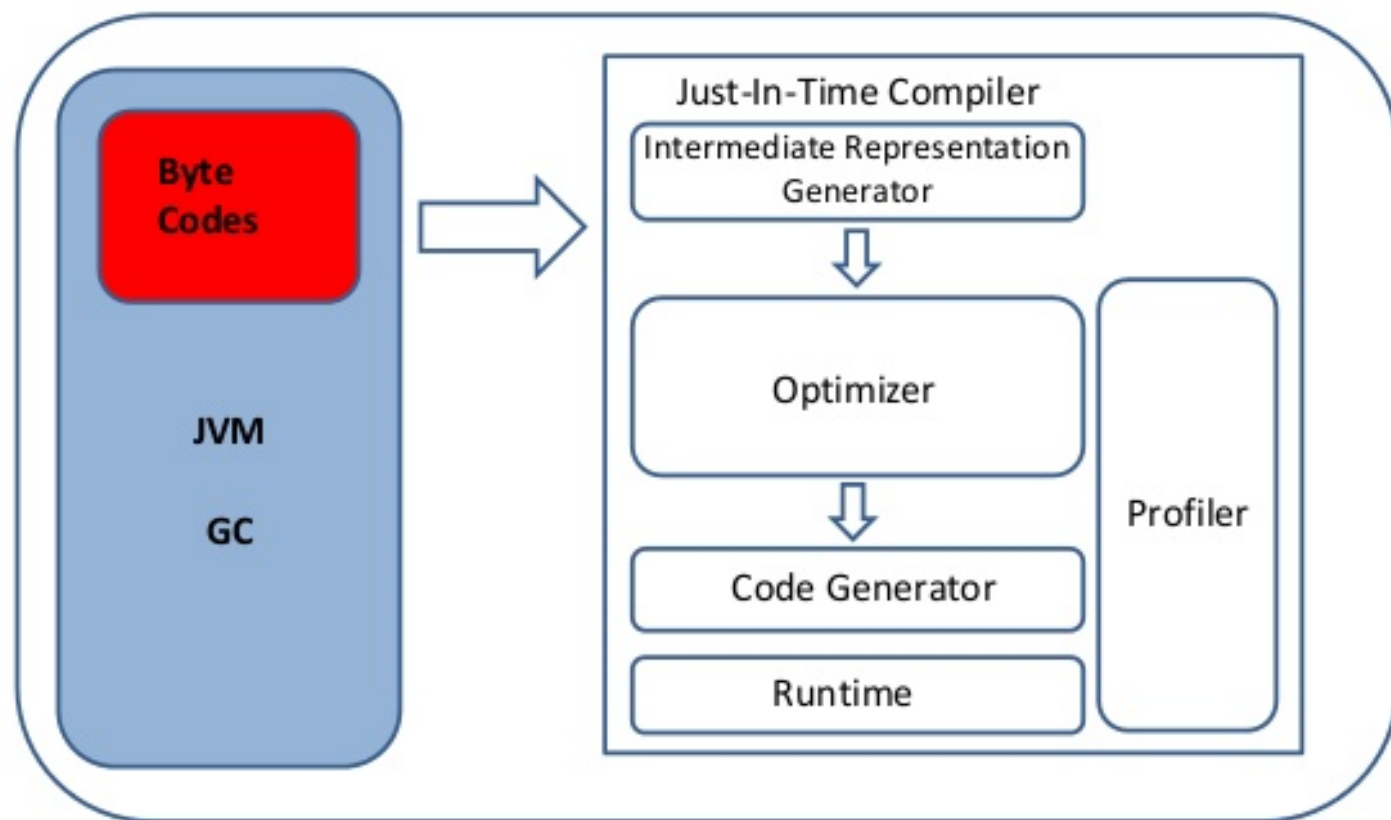 Byte
Codes
JVM
GC
Just-In-Time Compiler
Intermediate Representation
Generator
Optimizer
Code Generator
Runtime
Profiler